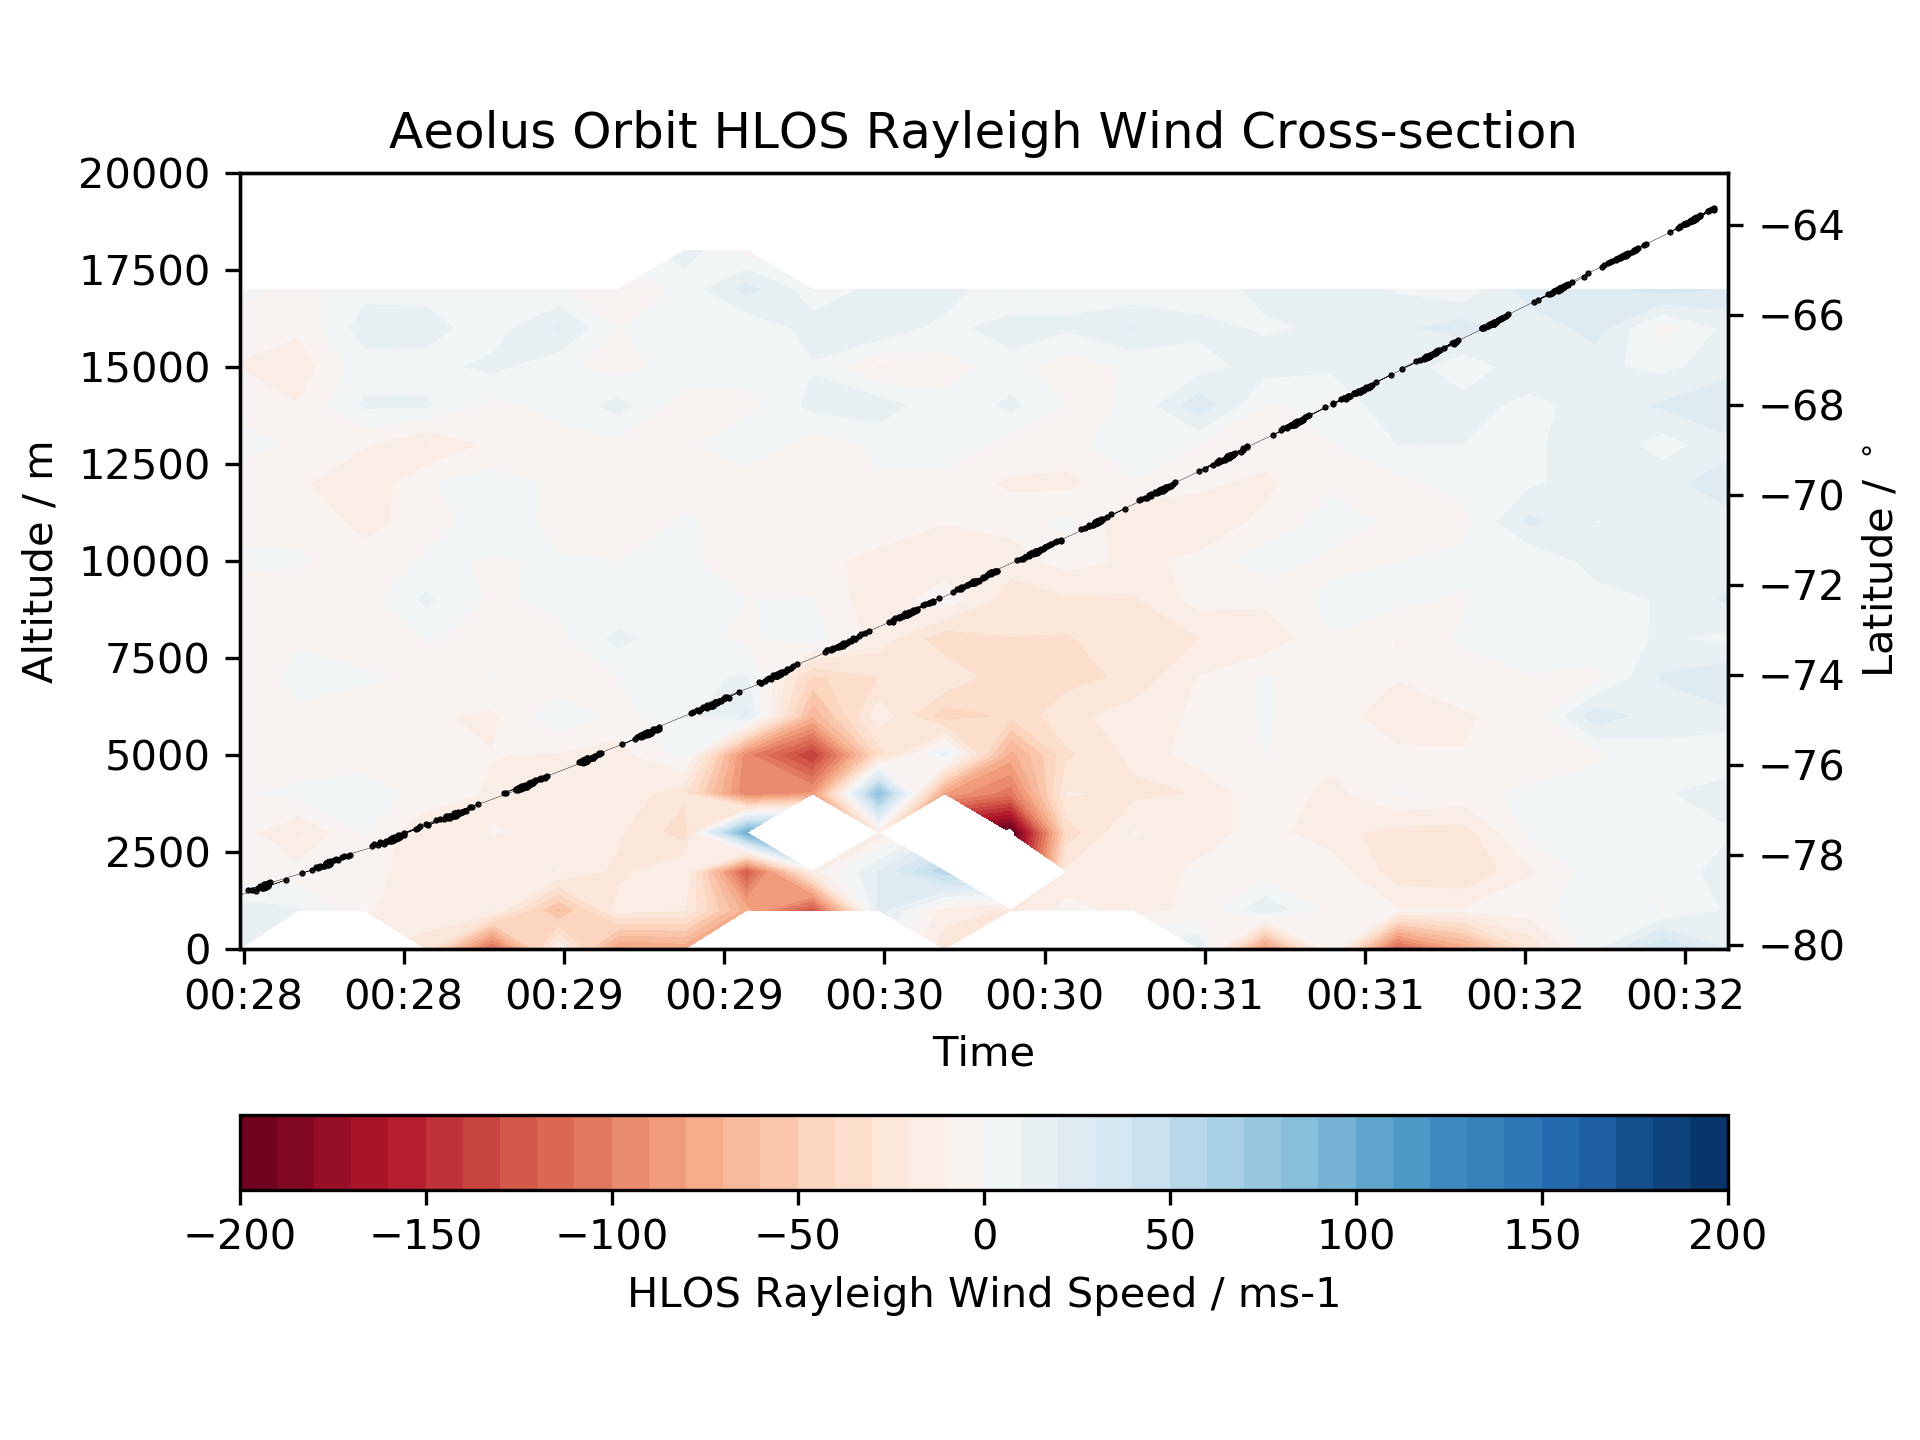 Aeolus Orbit HLOS Rayleigh Wind Cross-section
20000
17500
15000
12500
10000
7500
5000
2500
0
Altitude / m
−64
−66
−68
−70
−72
−74
−76
−78
−80
Latitude / °
00:28 00:28 00:29 00:29 00:30 00:30 00:31 00:31 00:32 00:32
Time
−200 −150 −100 −50 0 50 100 150 200
HLOS Rayleigh Wind Speed / ms-1